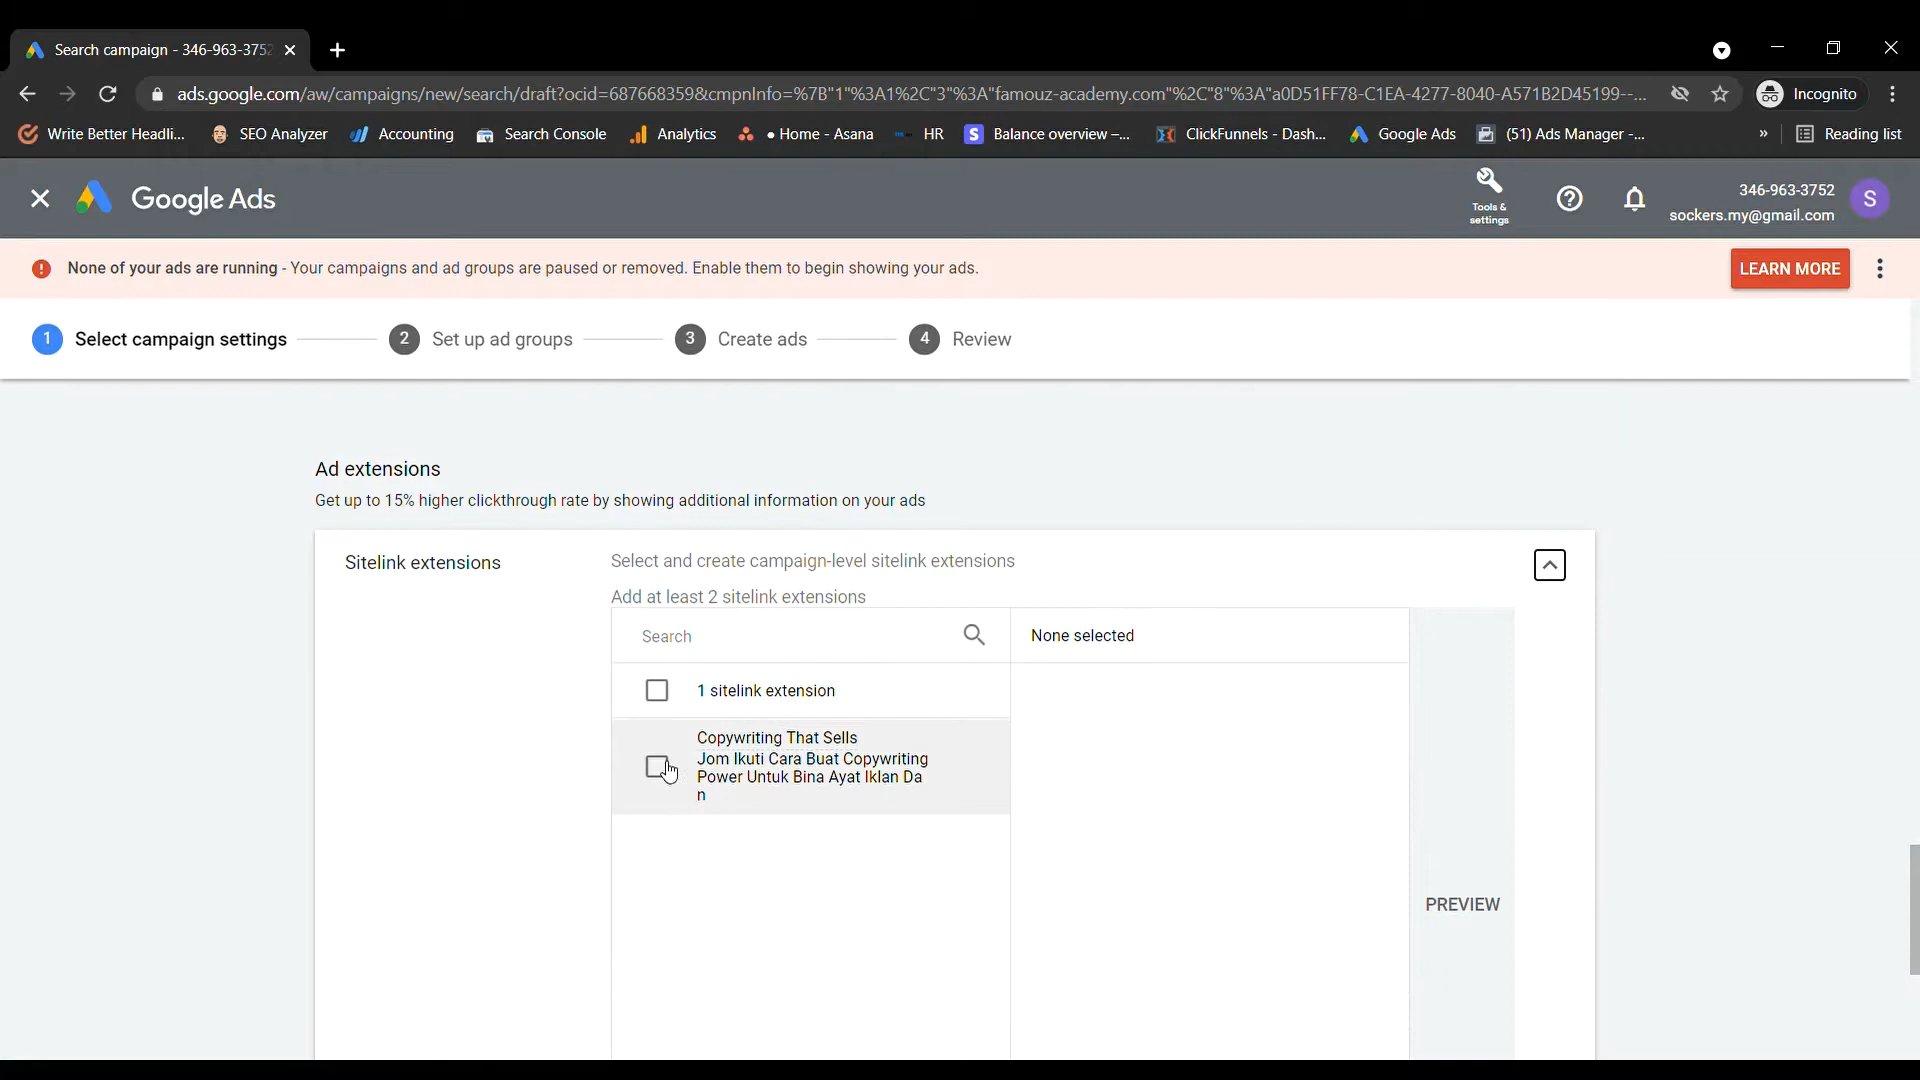 Search campaign - 346-963-3752
ads.google.com/aw/campaigns/new/search/draft?ocid=687668359&cmpnInfo=%7B"1"%3A1%2C"3"%3A"famouz-academy.com"%2C"8"%3A"a0D51FF78-C1EA-4277-8040-A571B2D45199--...
Incognito
Write Better Headli...
SEO Analyzer
Accounting
Search Console
Analytics
• Home - Asana
HR
S Balance overview –...
ClickFunnels - Dash...
Google Ads
(51) Ads Manager -...
»
Reading list
Google Ads
Tools &
settings
346-963-3752
sockers.my@gmail.com
S
None of your ads are running - Your campaigns and ad groups are paused or removed. Enable them to begin showing your ads.
LEARN MORE
1 Select campaign settings
2 Set up ad groups
3 Create ads
4 Review
Ad extensions
Get up to 15% higher clickthrough rate by showing additional information on your ads
Sitelink extensions
Select and create campaign-level sitelink extensions
Add at least 2 sitelink extensions
Search
None selected
1 sitelink extension
Copywriting That Sells
Jom Ikuti Cara Buat Copywriting
Power Untuk Bina Ayat Iklan Da
n
PREVIEW